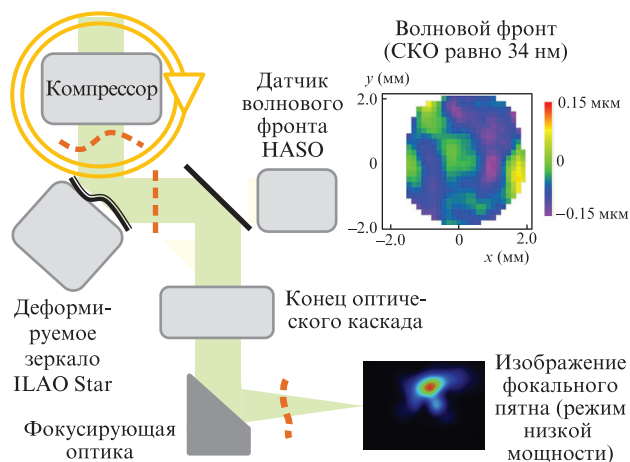 Компрессор
Датчик
волнового
фронта
HASO
Волновой фронт
(СКО равно 34 нм)
y (мм)
2.0
0
−2.0
−2.0
0
2.0
x (мм)
0.15 мкм
0
−0.15 мкм
Деформи-
руемое
зеркало
ILAO Star
Конец оптиче-
ского каскада
Фокусирующая
оптика
Изображение
фокального
пятна (режим
низкой
мощности)